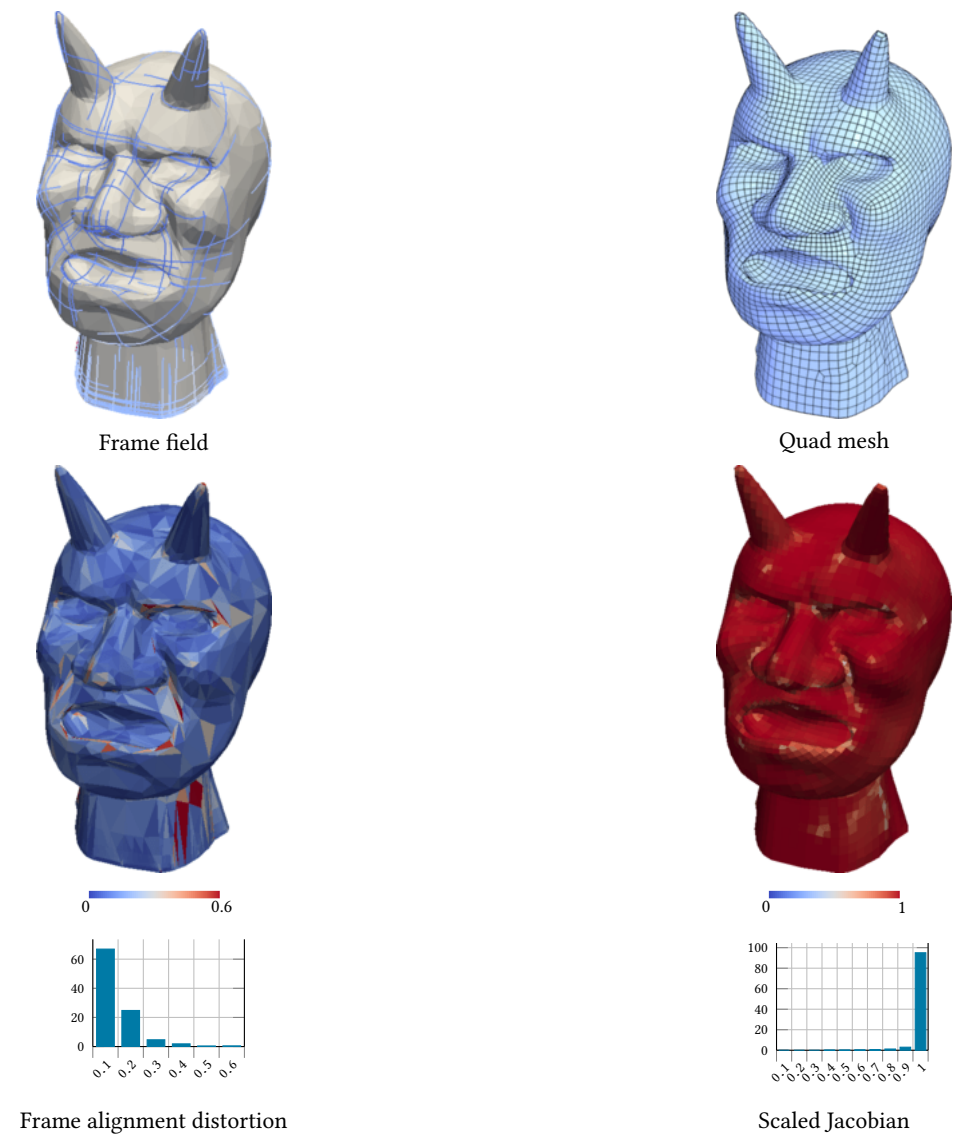 Frame field
Quad mesh
0 0.6
0 1
60
40
20
0
0.1 0.2 0.3 0.4 0.5 0.6
100
80
60
40
20
0
0.1 0.2 0.3 0.4 0.5 0.6 0.7 0.8 0.9 1
Frame alignment distortion
Scaled Jacobian